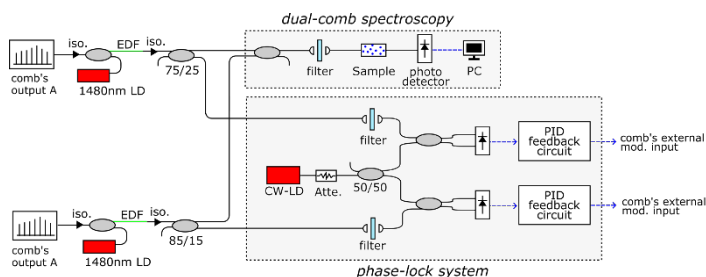 dual-comb spectroscopy
iso.
EDF
iso.
comb's
output A
1480nm LD
75/25
filter
Sample
photo
detector
PC
filter
PID
feedback
circuit
comb's external
mod. input
CW-LD
Atte.
50/50
PID
feedback
circuit
comb's external
mod. input
iso.
EDF
iso.
comb's
output A
1480nm LD
85/15
filter
phase-lock system